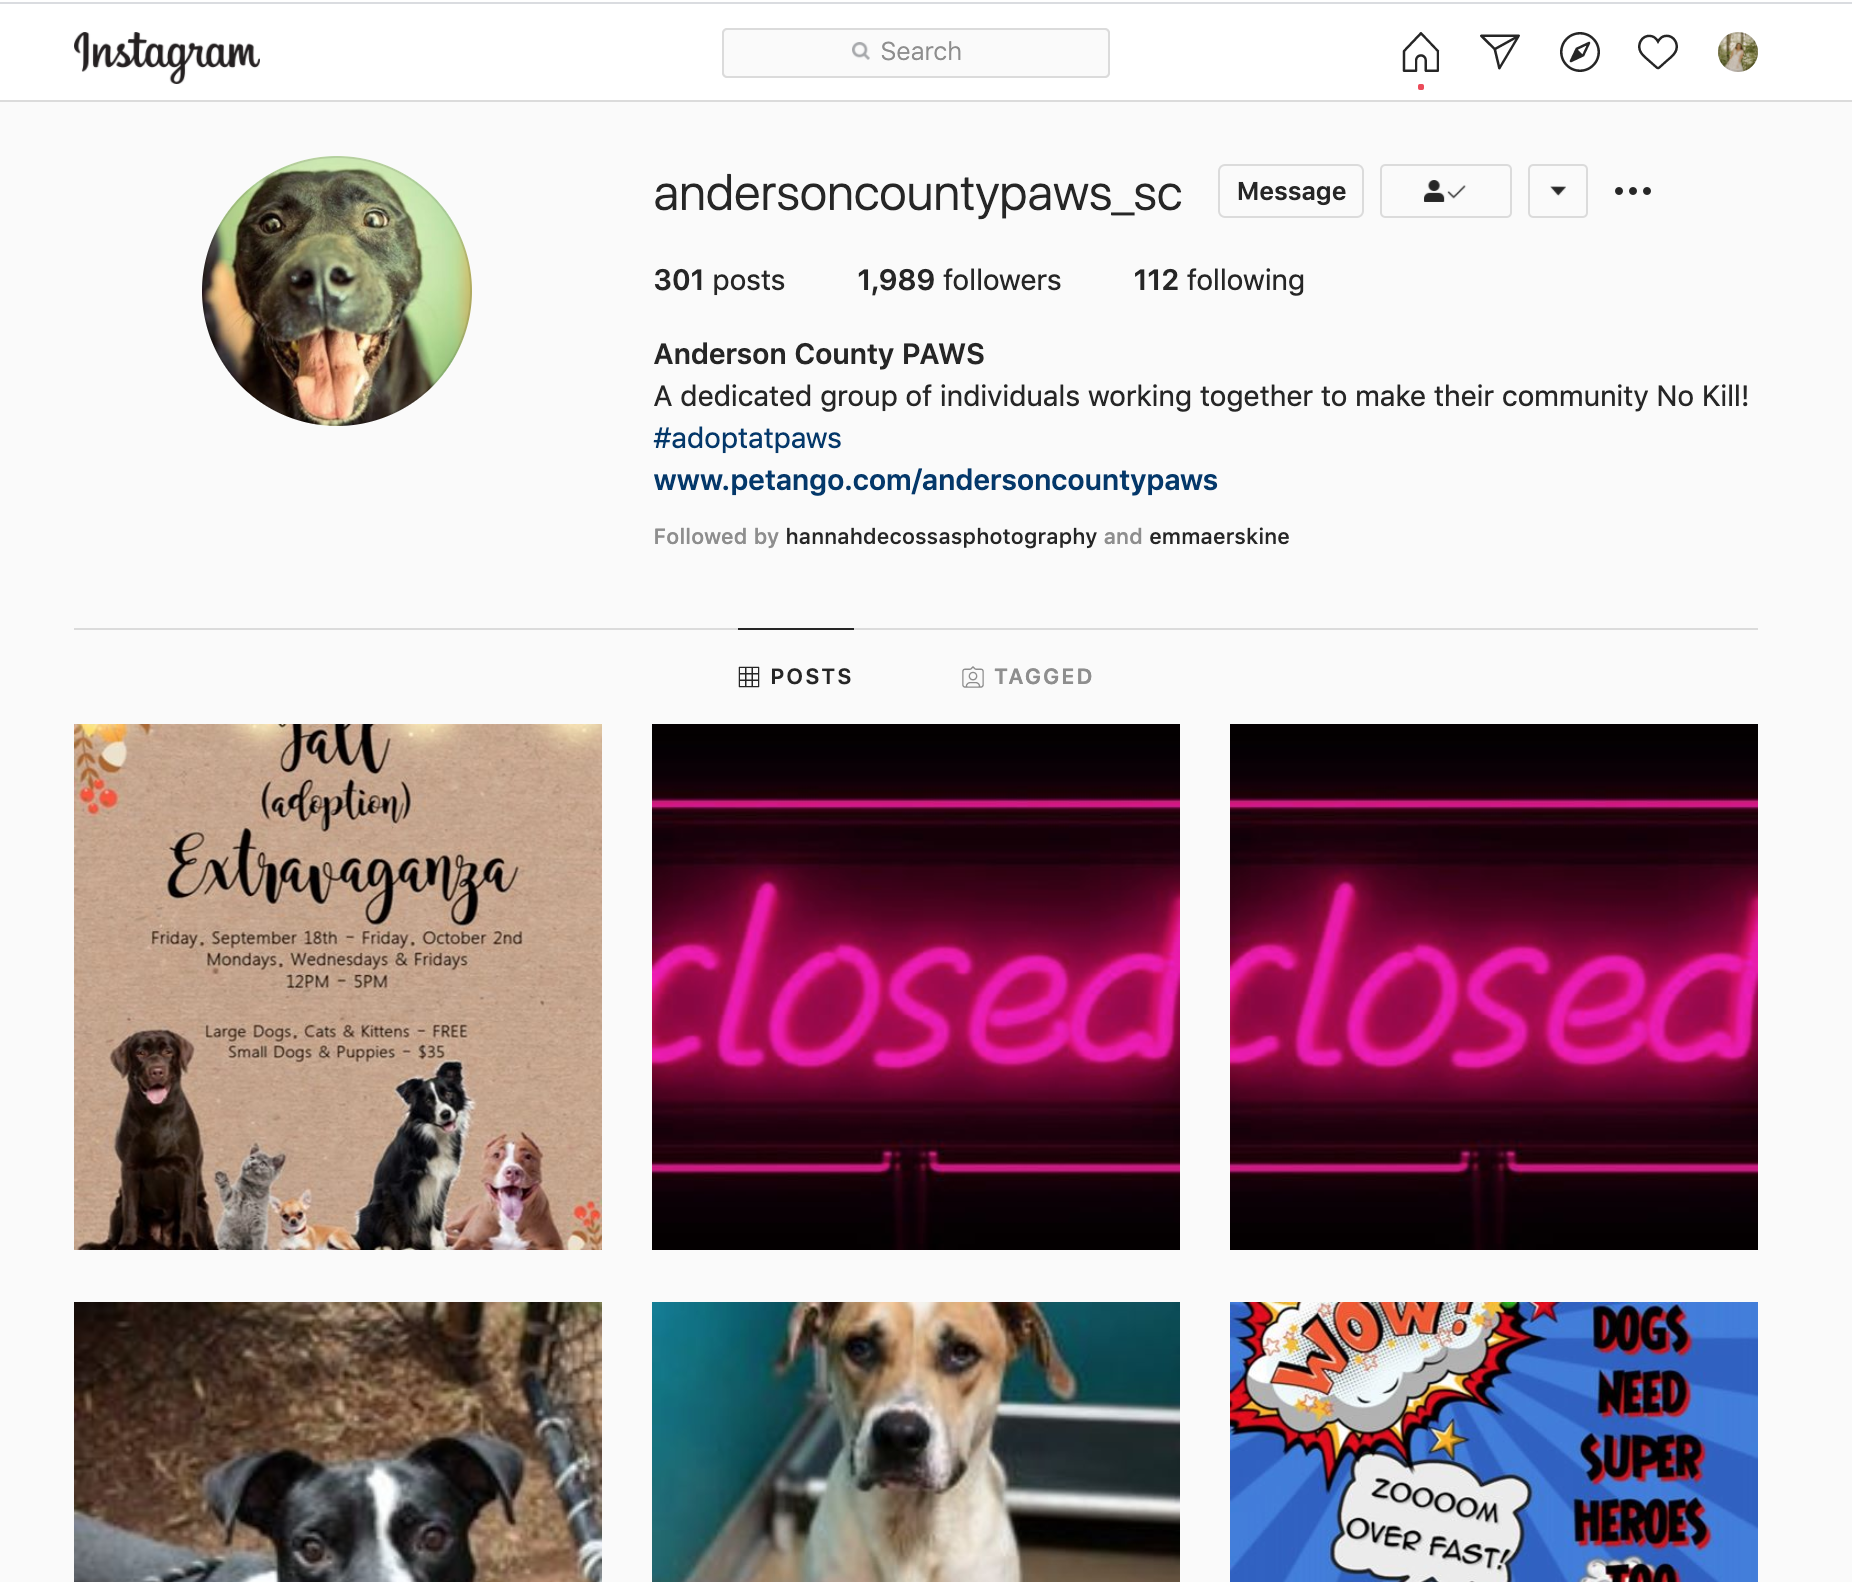 Instagram
Search
andersoncountypaws_sc
Message
301 posts 1,989 followers 112 following
Anderson County PAWS
A dedicated group of individuals working together to make their community No Kill!
#adoptatpaws
www.petango.com/andersoncountypaws
Followed by hannahdecossasphotography and emmaerskine
POSTS TAGGED
Fall
(adoption)
Extravaganza
Friday, September 18th - Friday, October 2nd
Mondays, Wednesdays & Fridays
12PM - 5PM
Large Dogs, Cats & Kittens - FREE
Small Dogs & Puppies - $35
closed
closed
WOW!
ZOOOOM
OVER FAST!
DOGS
NEED
SUPER
HEROES
TOO